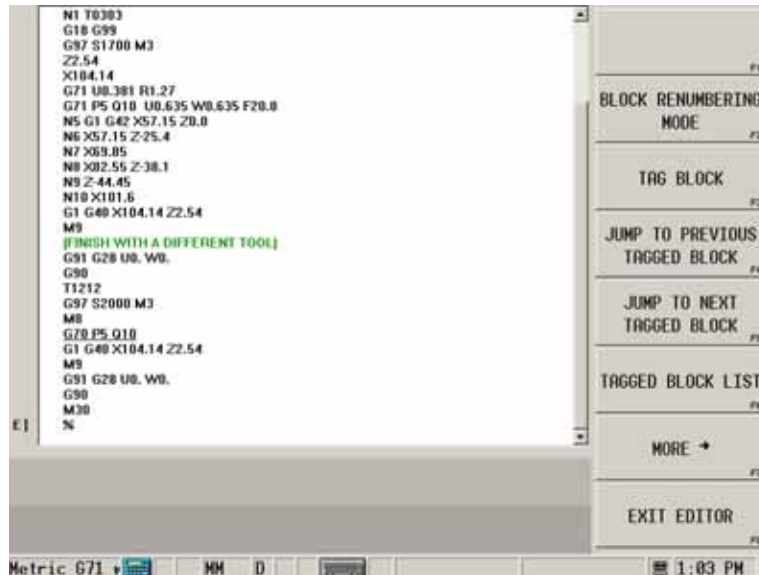 N1 T0303
G18 G99
G97 S1700 M3
Z2.54
X104.14
G71 U0.381 R1.27
G71 P5 Q10 U0.635 W0.635 F20.0
N5 G1 G42 X57.15 Z0.0
N6 X57.15 Z-25.4
N7 X69.85
N8 X82.55 Z-38.1
N9 Z-44.45
N10 X101.6
G1 G40 X104.14 Z2.54
M9
(FINISH WITH A DIFFERENT TOOL)
G91 G28 U0. W0.
G90
T1212
G97 S2000 M3
M8
G70 P5 Q10
G1 G40 X104.14 Z2.54
M9
G91 G28 U0. W0.
G90
M30
%
E]
BLOCK RENUMBERING
MODE
TAG BLOCK
JUMP TO PREVIOUS
TAGGED BLOCK
JUMP TO NEXT
TAGGED BLOCK
TAGGED BLOCK LIST
MORE →
EXIT EDITOR
Metric G71
MM
D
1:03 PM